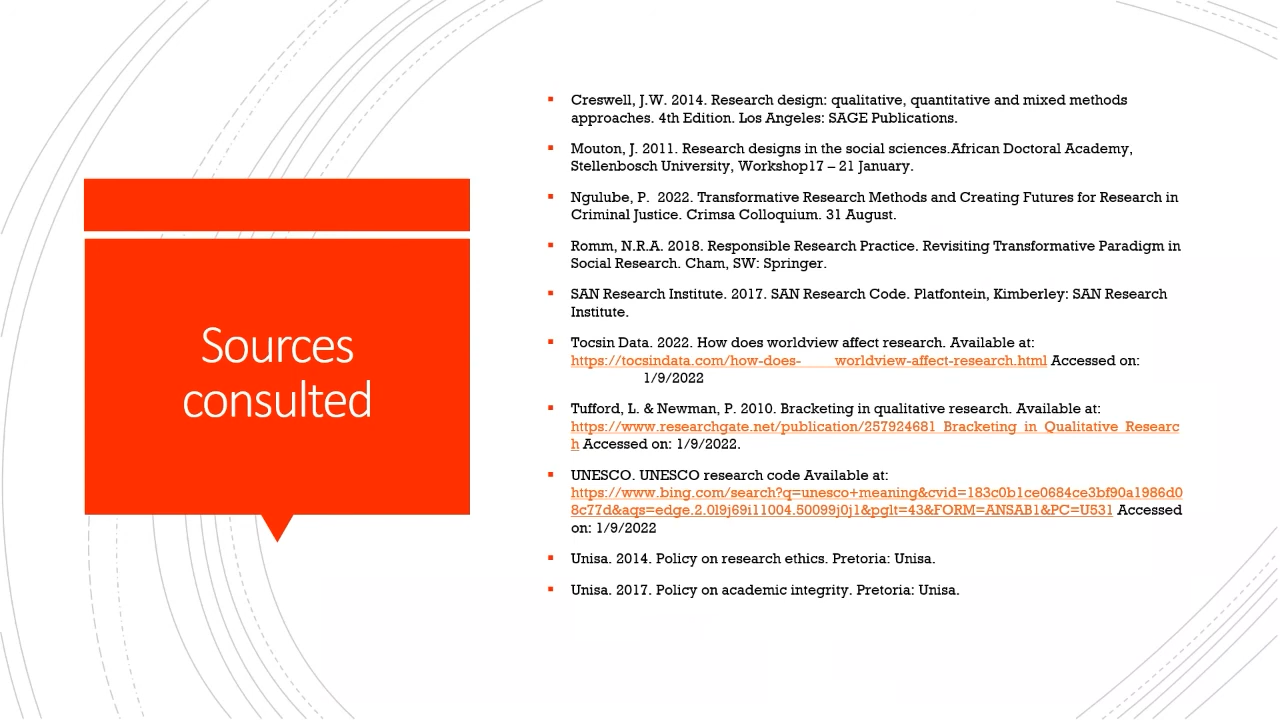 Sources
consulted
Creswell, J.W. 2014. Research design: qualitative, quantitative and mixed methods
approaches. 4th Edition. Los Angeles: SAGE Publications.
Mouton, J. 2011. Research designs in the social sciences.African Doctoral Academy,
Stellenbosch University, Workshop17 – 21 January.
Ngulube, P.  2022. Transformative Research Methods and Creating Futures for Research in
Criminal Justice. Crimsa Colloquium. 31 August.
Romm, N.R.A. 2018. Responsible Research Practice. Revisiting Transformative Paradigm in
Social Research. Cham, SW: Springer.
SAN Research Institute. 2017. SAN Research Code. Platfontein, Kimberley: SAN Research
Institute.
Tocsin Data. 2022. How does worldview affect research. Available at:
https://tocsindata.com/how-does-       worldview-affect-research.html Accessed on:
1/9/2022
Tufford, L. & Newman, P. 2010. Bracketing in qualitative research. Available at:
https://www.researchgate.net/publication/257924681_Bracketing_in_Qualitative_Researc
h Accessed on: 1/9/2022.
UNESCO. UNESCO research code Available at:
https://www.bing.com/search?q=unesco+meaning&cvid=183c0b1ce0684ce3bf90a1986d0
8c77d&aqs=edge.2.0l9j69i11004.50099j0j1&pglt=43&FORM=ANSAB1&PC=U531 Accessed
on: 1/9/2022
Unisa. 2014. Policy on research ethics. Pretoria: Unisa.
Unisa. 2017. Policy on academic integrity. Pretoria: Unisa.